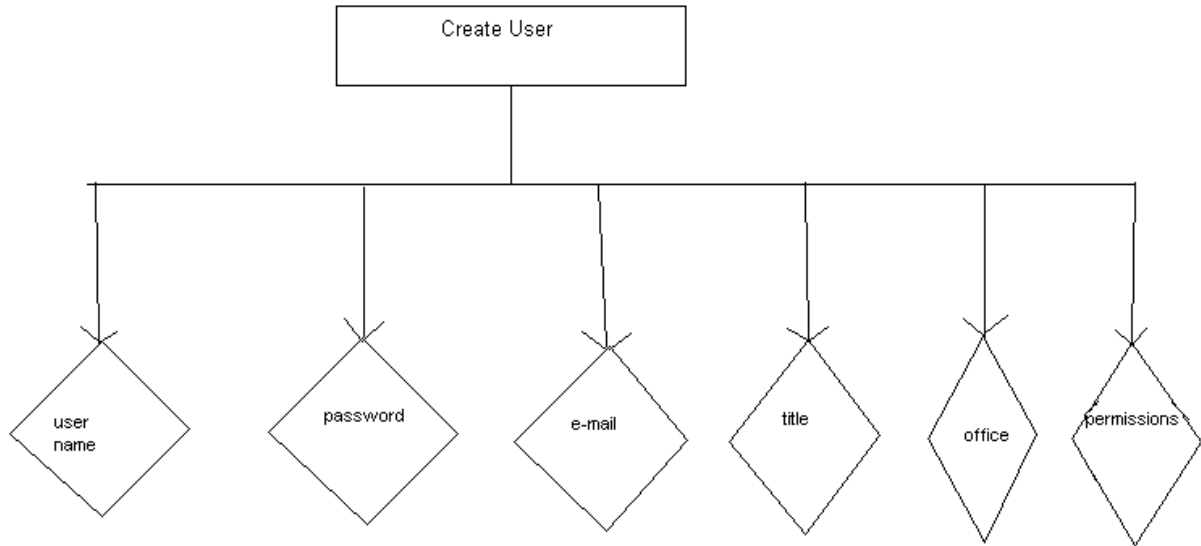 Create User
user
name
password
e-mail
title
office
permissions